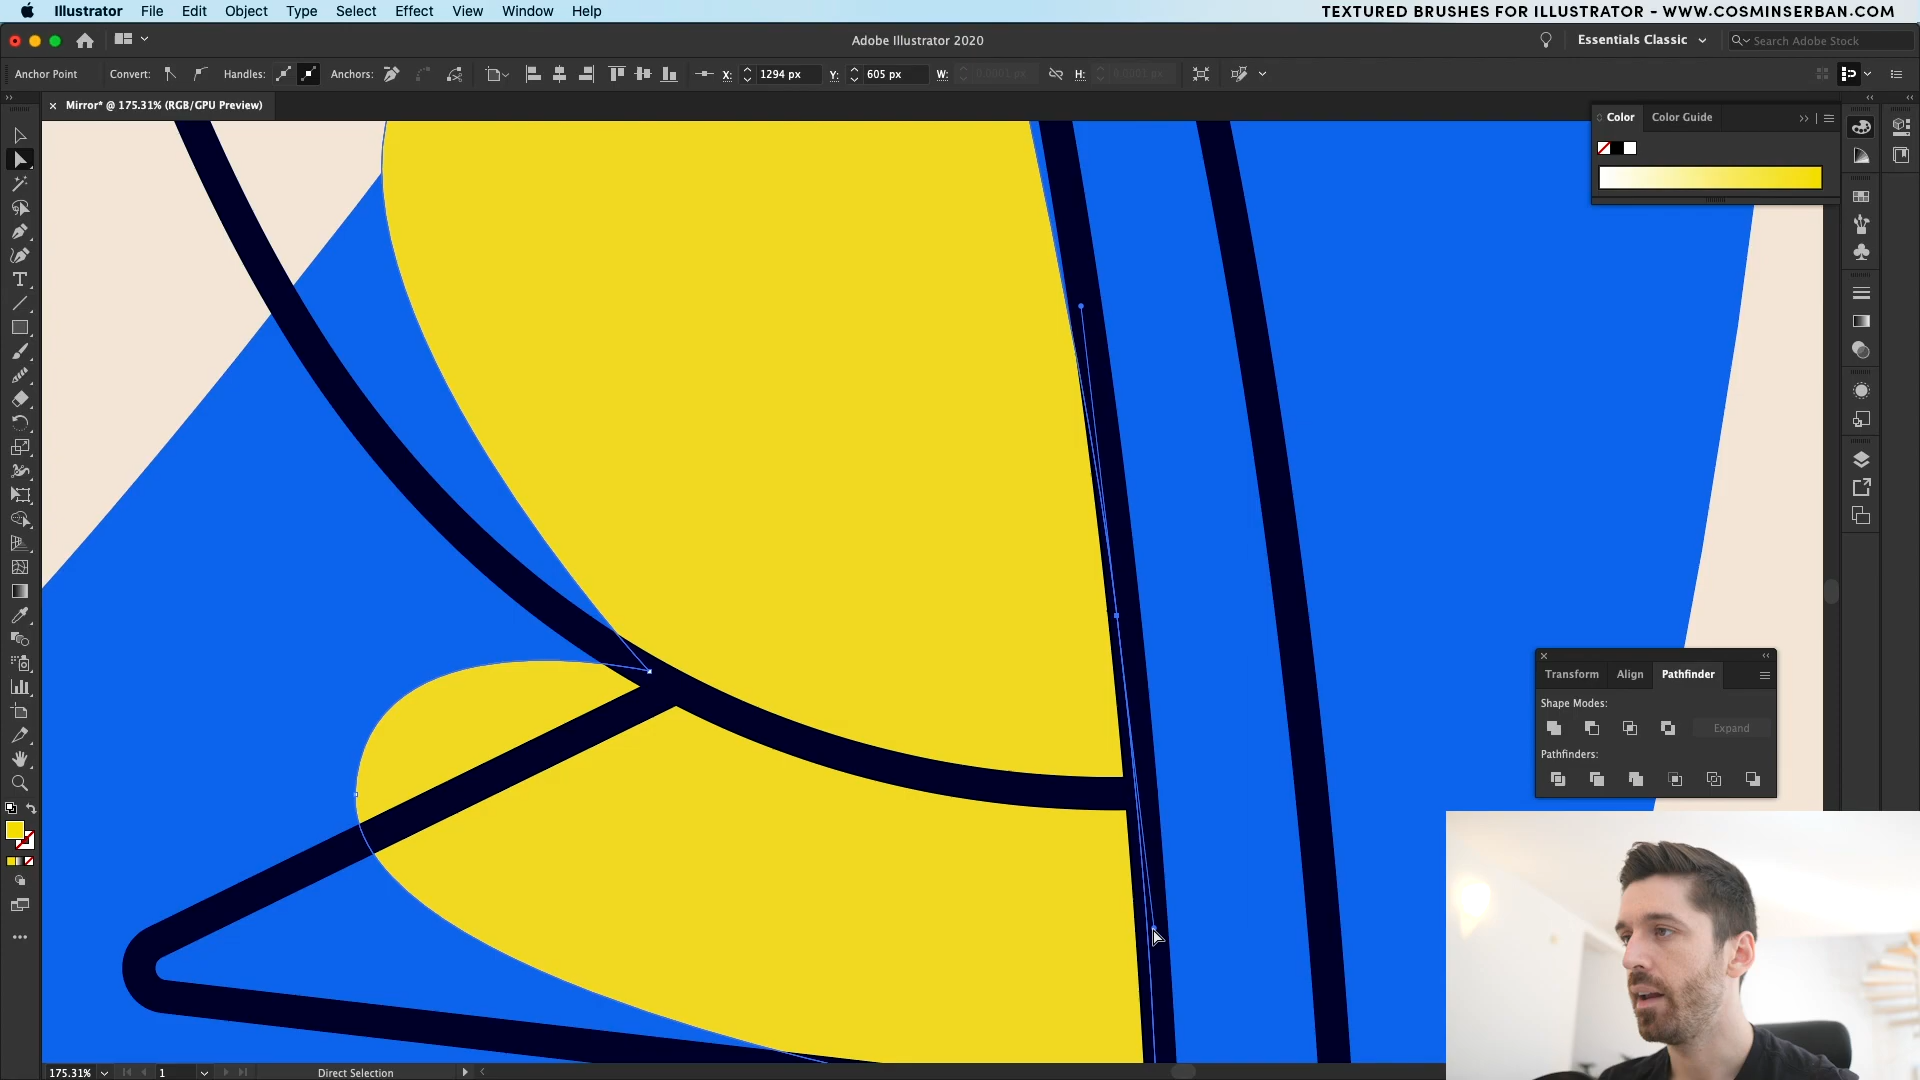 Illustrator File Edit Object Type Select Effect View Window Help
TEXTURED BRUSHES FOR ILLUSTRATOR - WWW.COSMINSERBAN.COM
Adobe Illustrator 2020
Essentials Classic
Search Adobe Stock
Anchor Point Convert: Handles: Anchors: X: 1294 px Y: 605 px W: 0.0001 px H: 0.0001 px
× Mirror* @ 175.31% (RGB/GPU Preview)
Color Color Guide
Transform Align Pathfinder
Shape Modes:
Expand
Pathfinders:
175.31% 1 Direct Selection